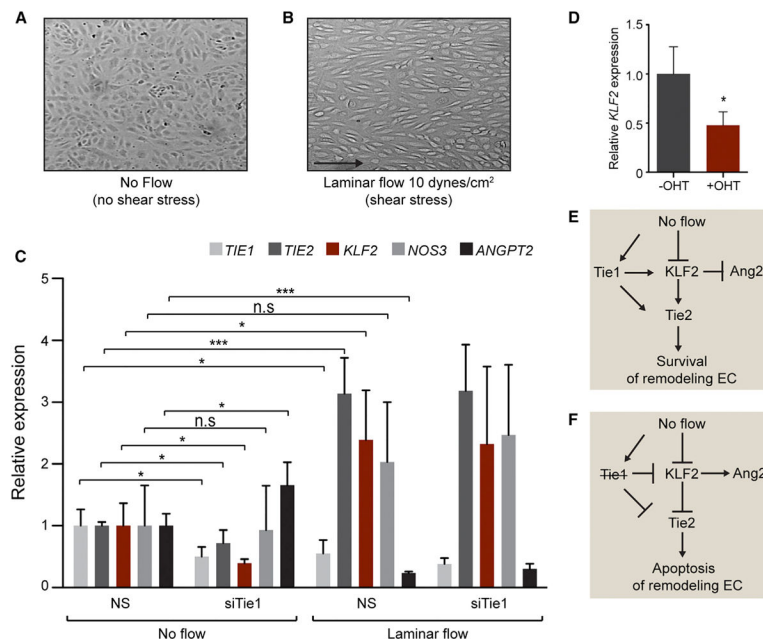 A
B
No Flow
(no shear stress)
Laminar flow 10 dynes/cm²
(shear stress)
D
Relative KLF2 expression
1.5
1.0
0.5
0
*
-OHT
+OHT
C
TIE1
TIE2
KLF2
NOS3
ANGPT2
Relative expression
5
4
3
2
1
0
***
n.s
*
***
*
*
n.s
*
*
*
NS
siTie1
NS
siTie1
No flow
Laminar flow
E
No flow
Tie1
KLF2
Ang2
Tie2
Survival
of remodeling EC
F
No flow
Tie1
KLF2
Ang2
Tie2
Apoptosis
of remodeling EC